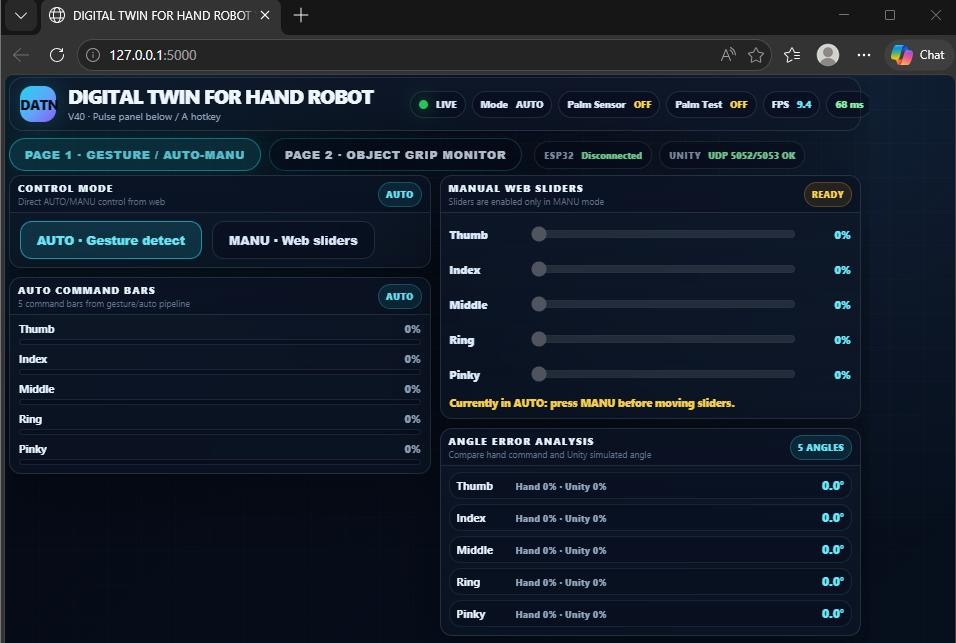 DIGITAL TWIN FOR HAND ROBOT
127.0.0.1:5000
Chat
DATN
DIGITAL TWIN FOR HAND ROBOT
V40 · Pulse panel below / A hotkey
LIVE
Mode AUTO
Palm Sensor OFF
Palm Test OFF
FPS 9.4
68 ms
PAGE 1 · GESTURE / AUTO-MANU
PAGE 2 · OBJECT GRIP MONITOR
ESP32 Disconnected
UNITY UDP 5052/5053 OK
CONTROL MODE
Direct AUTO/MANU control from web
AUTO
AUTO · Gesture detect
MANU · Web sliders
AUTO COMMAND BARS
5 command bars from gesture/auto pipeline
AUTO
Thumb 0%
Index 0%
Middle 0%
Ring 0%
Pinky 0%
MANUAL WEB SLIDERS
Sliders are enabled only in MANU mode
READY
Thumb 0%
Index 0%
Middle 0%
Ring 0%
Pinky 0%
Currently in AUTO: press MANU before moving sliders.
ANGLE ERROR ANALYSIS
Compare hand command and Unity simulated angle
5 ANGLES
Thumb Hand 0% · Unity 0% 0.0°
Index Hand 0% · Unity 0% 0.0°
Middle Hand 0% · Unity 0% 0.0°
Ring Hand 0% · Unity 0% 0.0°
Pinky Hand 0% · Unity 0% 0.0°